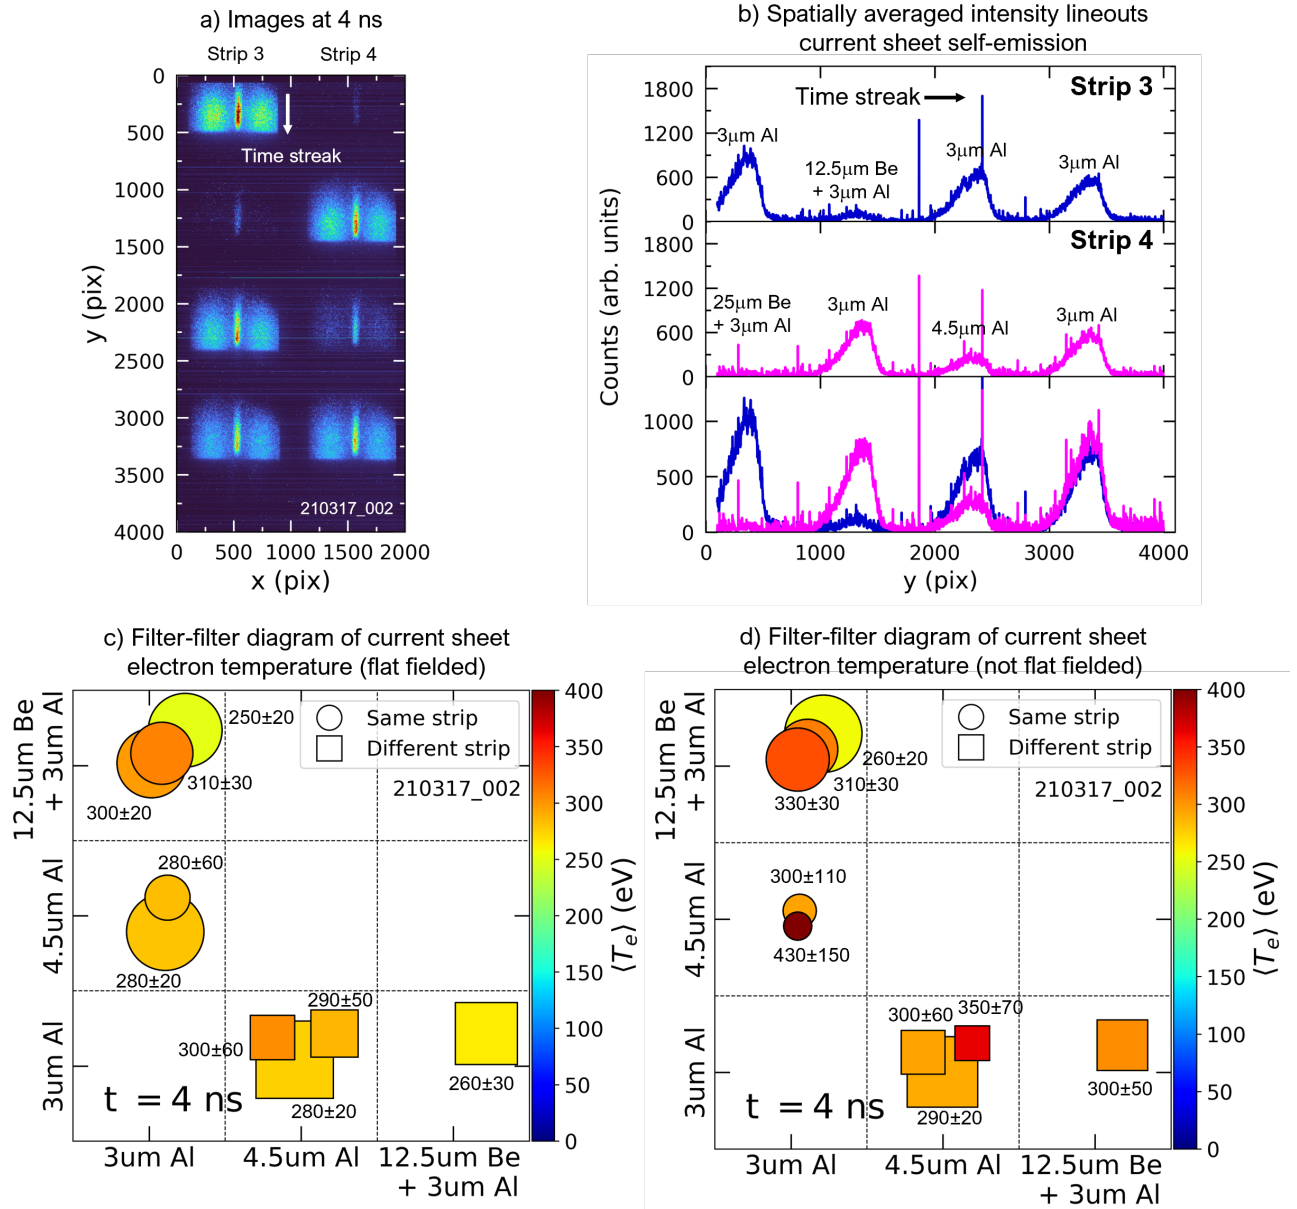 a) Images at 4 ns
Strip 3 Strip 4
0
500
1000
1500
2000
2500
3000
3500
4000
y (pix)
Time streak
210317_002
0 500 1000 1500 2000
x (pix)
b) Spatially averaged intensity lineouts
current sheet self-emission
Counts (arb. units)
1800
1200
600
0
Time streak
Strip 3
3μm Al
12.5μm Be
+ 3μm Al
3μm Al
3μm Al
1800
1200
600
0
Strip 4
25μm Be
+ 3μm Al
3μm Al
4.5μm Al
3μm Al
1000
500
0
0 1000 2000 3000 4000
y (pix)
c) Filter-filter diagram of current sheet
electron temperature (flat fielded)
12.5um Be
+ 3um Al
4.5um Al
3um Al
250±20
310±30
300±20
Same strip
Different strip
210317_002
280±60
280±20
290±50
300±60
280±20
260±30
t = 4 ns
3um Al 4.5um Al 12.5um Be
+ 3um Al
400
350
300
250
200
150
100
50
0
⟨Te⟩ (eV)
d) Filter-filter diagram of current sheet
electron temperature (not flat fielded)
12.5um Be
+ 3um Al
4.5um Al
3um Al
260±20
310±30
330±30
Same strip
Different strip
210317_002
300±110
430±150
300±60
350±70
290±20
300±50
t = 4 ns
3um Al 4.5um Al 12.5um Be
+ 3um Al
400
350
300
250
200
150
100
50
0
⟨Te⟩ (eV)